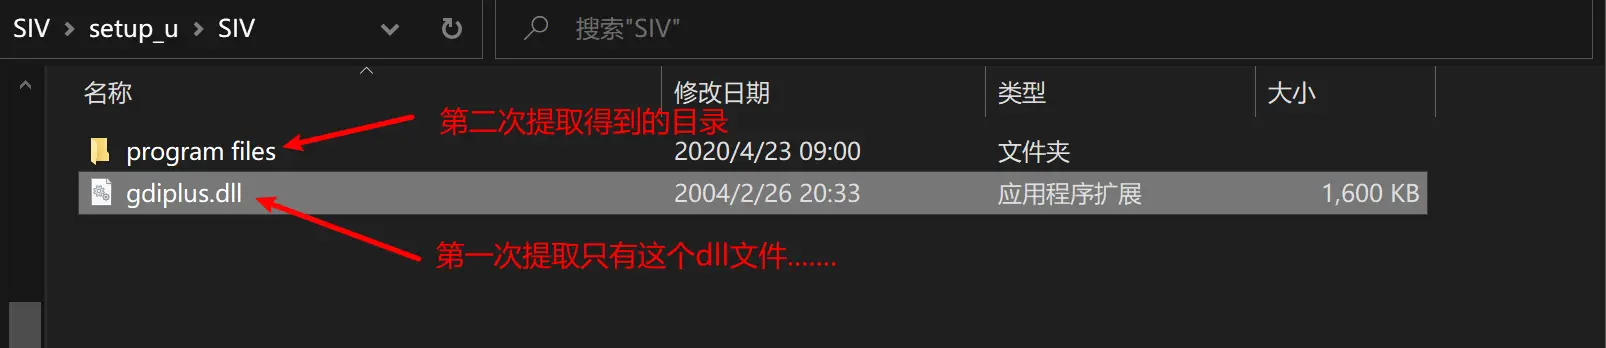 SIV > setup_u > SIV
搜索"SIV"
名称 修改日期 类型 大小
第二次提取得到的目录
program files 2020/4/23 09:00 文件夹
gdiplus.dll 2004/2/26 20:33 应用程序扩展 1,600 KB
第一次提取只有这个dll文件.......